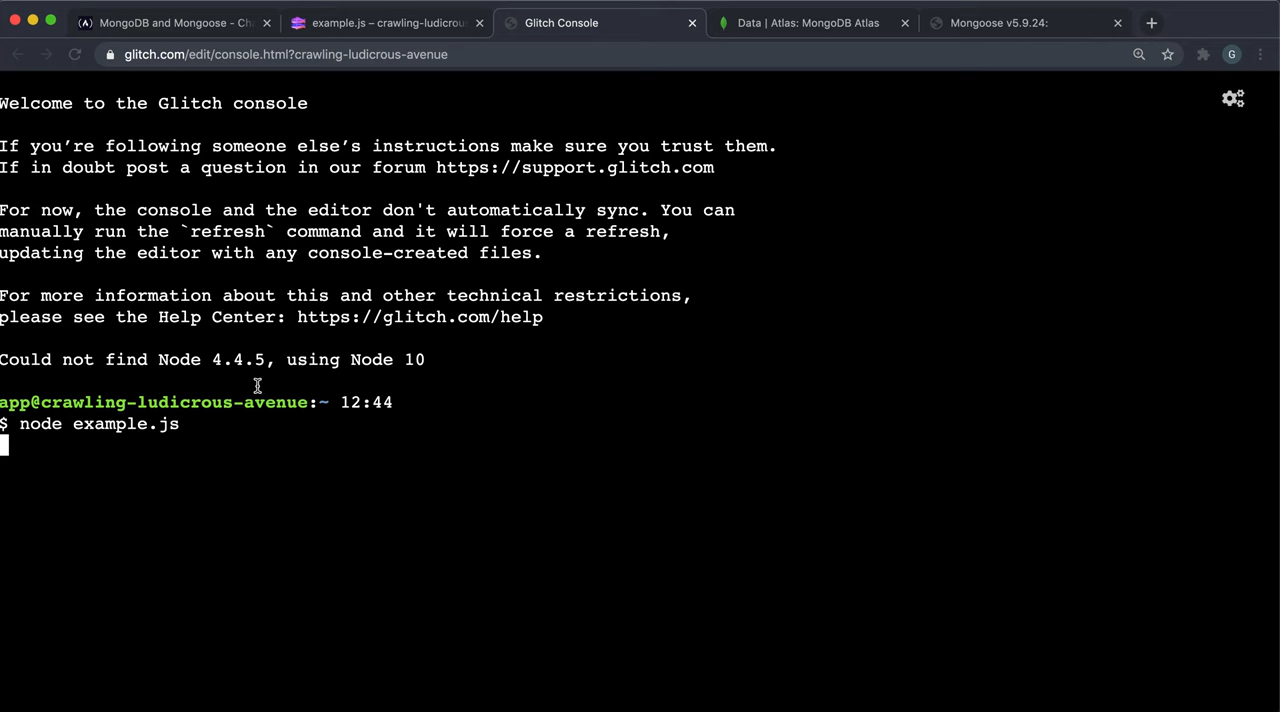 MongoDB and Mongoose - Cha
example.js – crawling-ludicrous
Glitch Console
Data | Atlas: MongoDB Atlas
Mongoose v5.9.24:
glitch.com/edit/console.html?crawling-ludicrous-avenue
G
Welcome to the Glitch console
If you’re following someone else’s instructions make sure you trust them.
If in doubt post a question in our forum https://support.glitch.com
For now, the console and the editor don't automatically sync. You can
manually run the `refresh` command and it will force a refresh,
updating the editor with any console-created files.
For more information about this and other technical restrictions,
please see the Help Center: https://glitch.com/help
Could not find Node 4.4.5, using Node 10
app@crawling-ludicrous-avenue:~ 12:44
$ node example.js